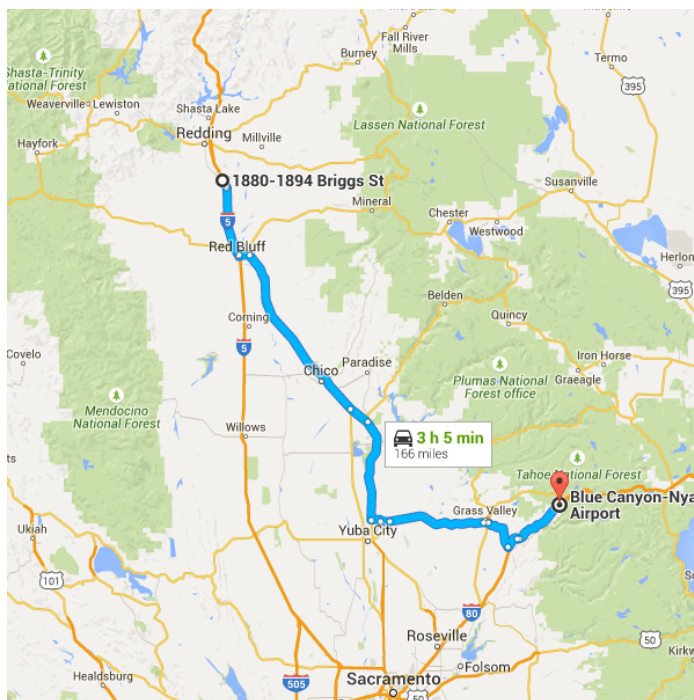 Fall River
Mills
Termo
Burney
395
Shasta-Trinity
National Forest
Weaverville
Lewiston
Shasta Lake
Lassen National Forest
Hayfork
Redding
Millville
1880-1894 Briggs St
Susanville
Mineral
Chester
Westwood
5
Red Bluff
Herlon
395
Belden
Corning
Quincy
5
Covelo
Paradise
Iron Horse
Chico
Graeagle
Plumas National
Forest office
Mendocino
National Forest
Willows
3 h 5 min
166 miles
ts
Tahoe National Forest
Blue Canyon-Nya
Airport
Grass Valley
Ukiah
Yuba City
101
80
Roseville
50
Kirkw
Folsom
Healdsburg
505
Sacramento
50